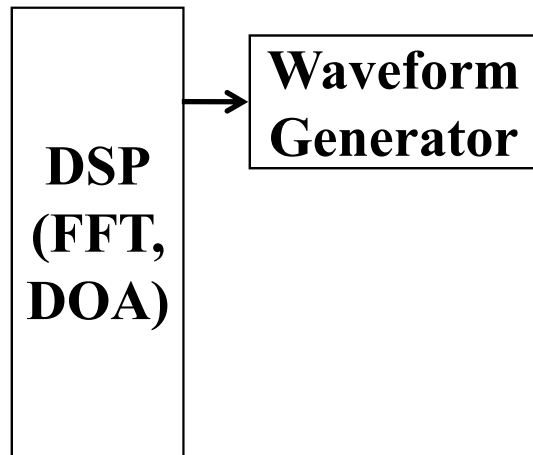 DSP
(FFT,
DOA)
Waveform
Generator